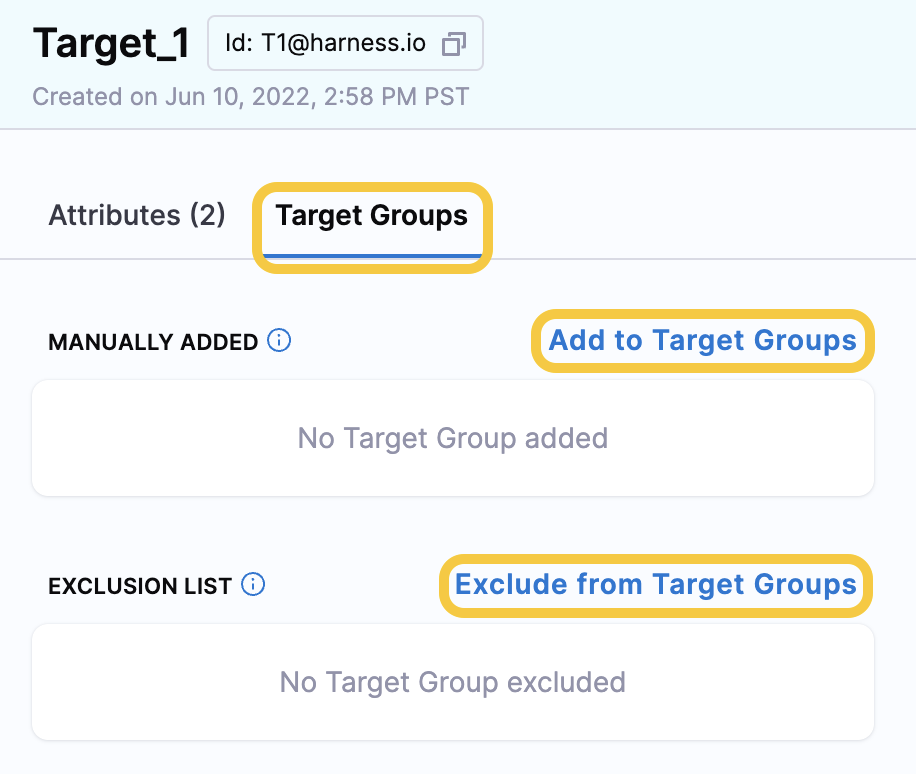 Target_1 Id: T1@harness.io
Created on Jun 10, 2022, 2:58 PM PST
Attributes (2) Target Groups
MANUALLY ADDED Add to Target Groups
No Target Group added
EXCLUSION LIST Exclude from Target Groups
No Target Group excluded